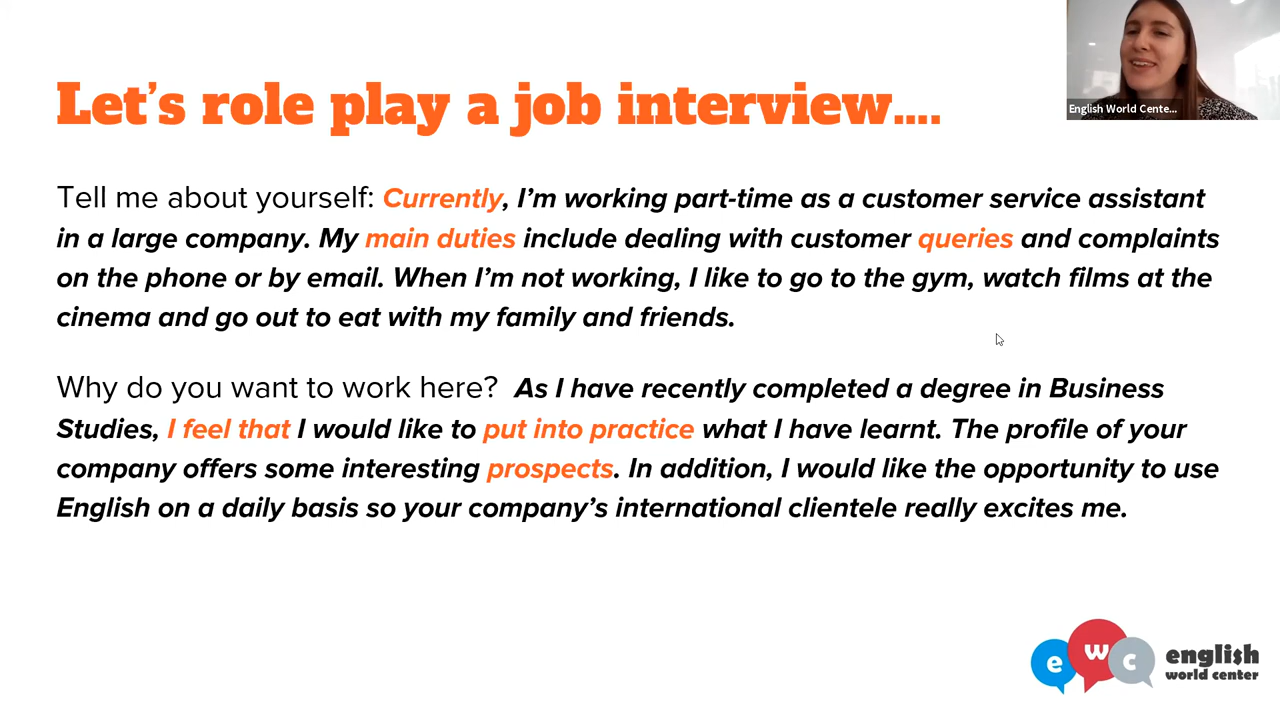 English World Cente...
Let's role play a job interview....
Tell me about yourself: Currently, I'm working part-time as a customer service assistant
in a large company. My main duties include dealing with customer queries and complaints
on the phone or by email. When I'm not working, I like to go to the gym, watch films at the
cinema and go out to eat with my family and friends.
Why do you want to work here? As I have recently completed a degree in Business
Studies, I feel that I would like to put into practice what I have learnt. The profile of your
company offers some interesting prospects. In addition, I would like the opportunity to use
English on a daily basis so your company's international clientele really excites me.
e w c
english
world center